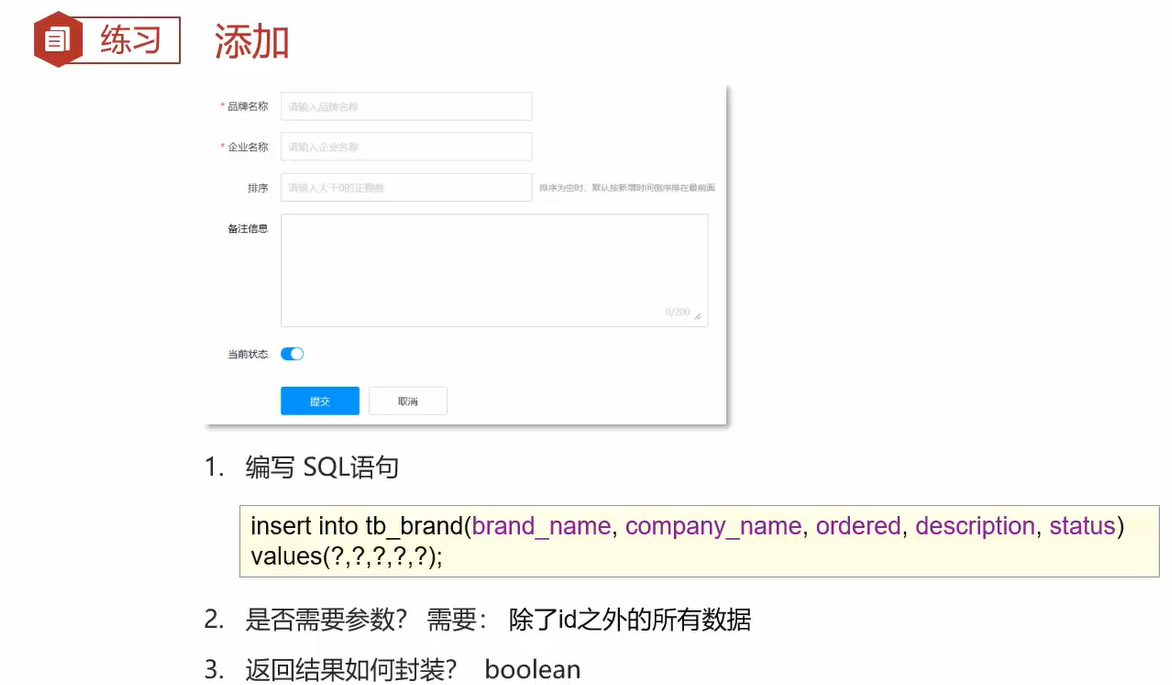 练习 添加
* 品牌名称 请输入品牌名称
* 企业名称 请输入企业名称
排序 请输入大于0的正整数 排序为空时，默认按新增时间倒序排在最前面
备注信息
0/200
当前状态
提交 取消
1. 编写 SQL语句
insert into tb_brand(brand_name, company_name, ordered, description, status)
values(?,?,?,?,?);
2. 是否需要参数？ 需要： 除了id之外的所有数据
3. 返回结果如何封装？ boolean